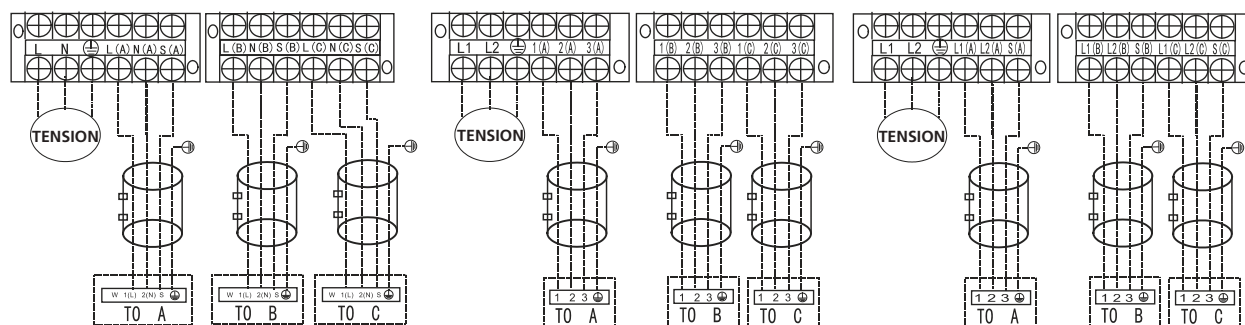 L N L(A) N(A) S(A)
L(B) N(B) S(B) L(C) N(C) S(C)
TENSION
W 1(L) 2(N) S
TO A
W 1(L) 2(N) S
TO B
W 1(L) 2(N) S
TO C
L1 L2 1(A) 2(A) 3(A)
1(B) 2(B) 3(B) 1(C) 2(C) 3(C)
TENSION
1 2 3
TO A
1 2 3
TO B
1 2 3
TO C
L1 L2 L1(A) L2(A) S(A)
L1(B) L2(B) S(B) L1(C) L2(C) S(C)
TENSION
1 2 3
TO A
1 2 3
TO B
1 2 3
TO C